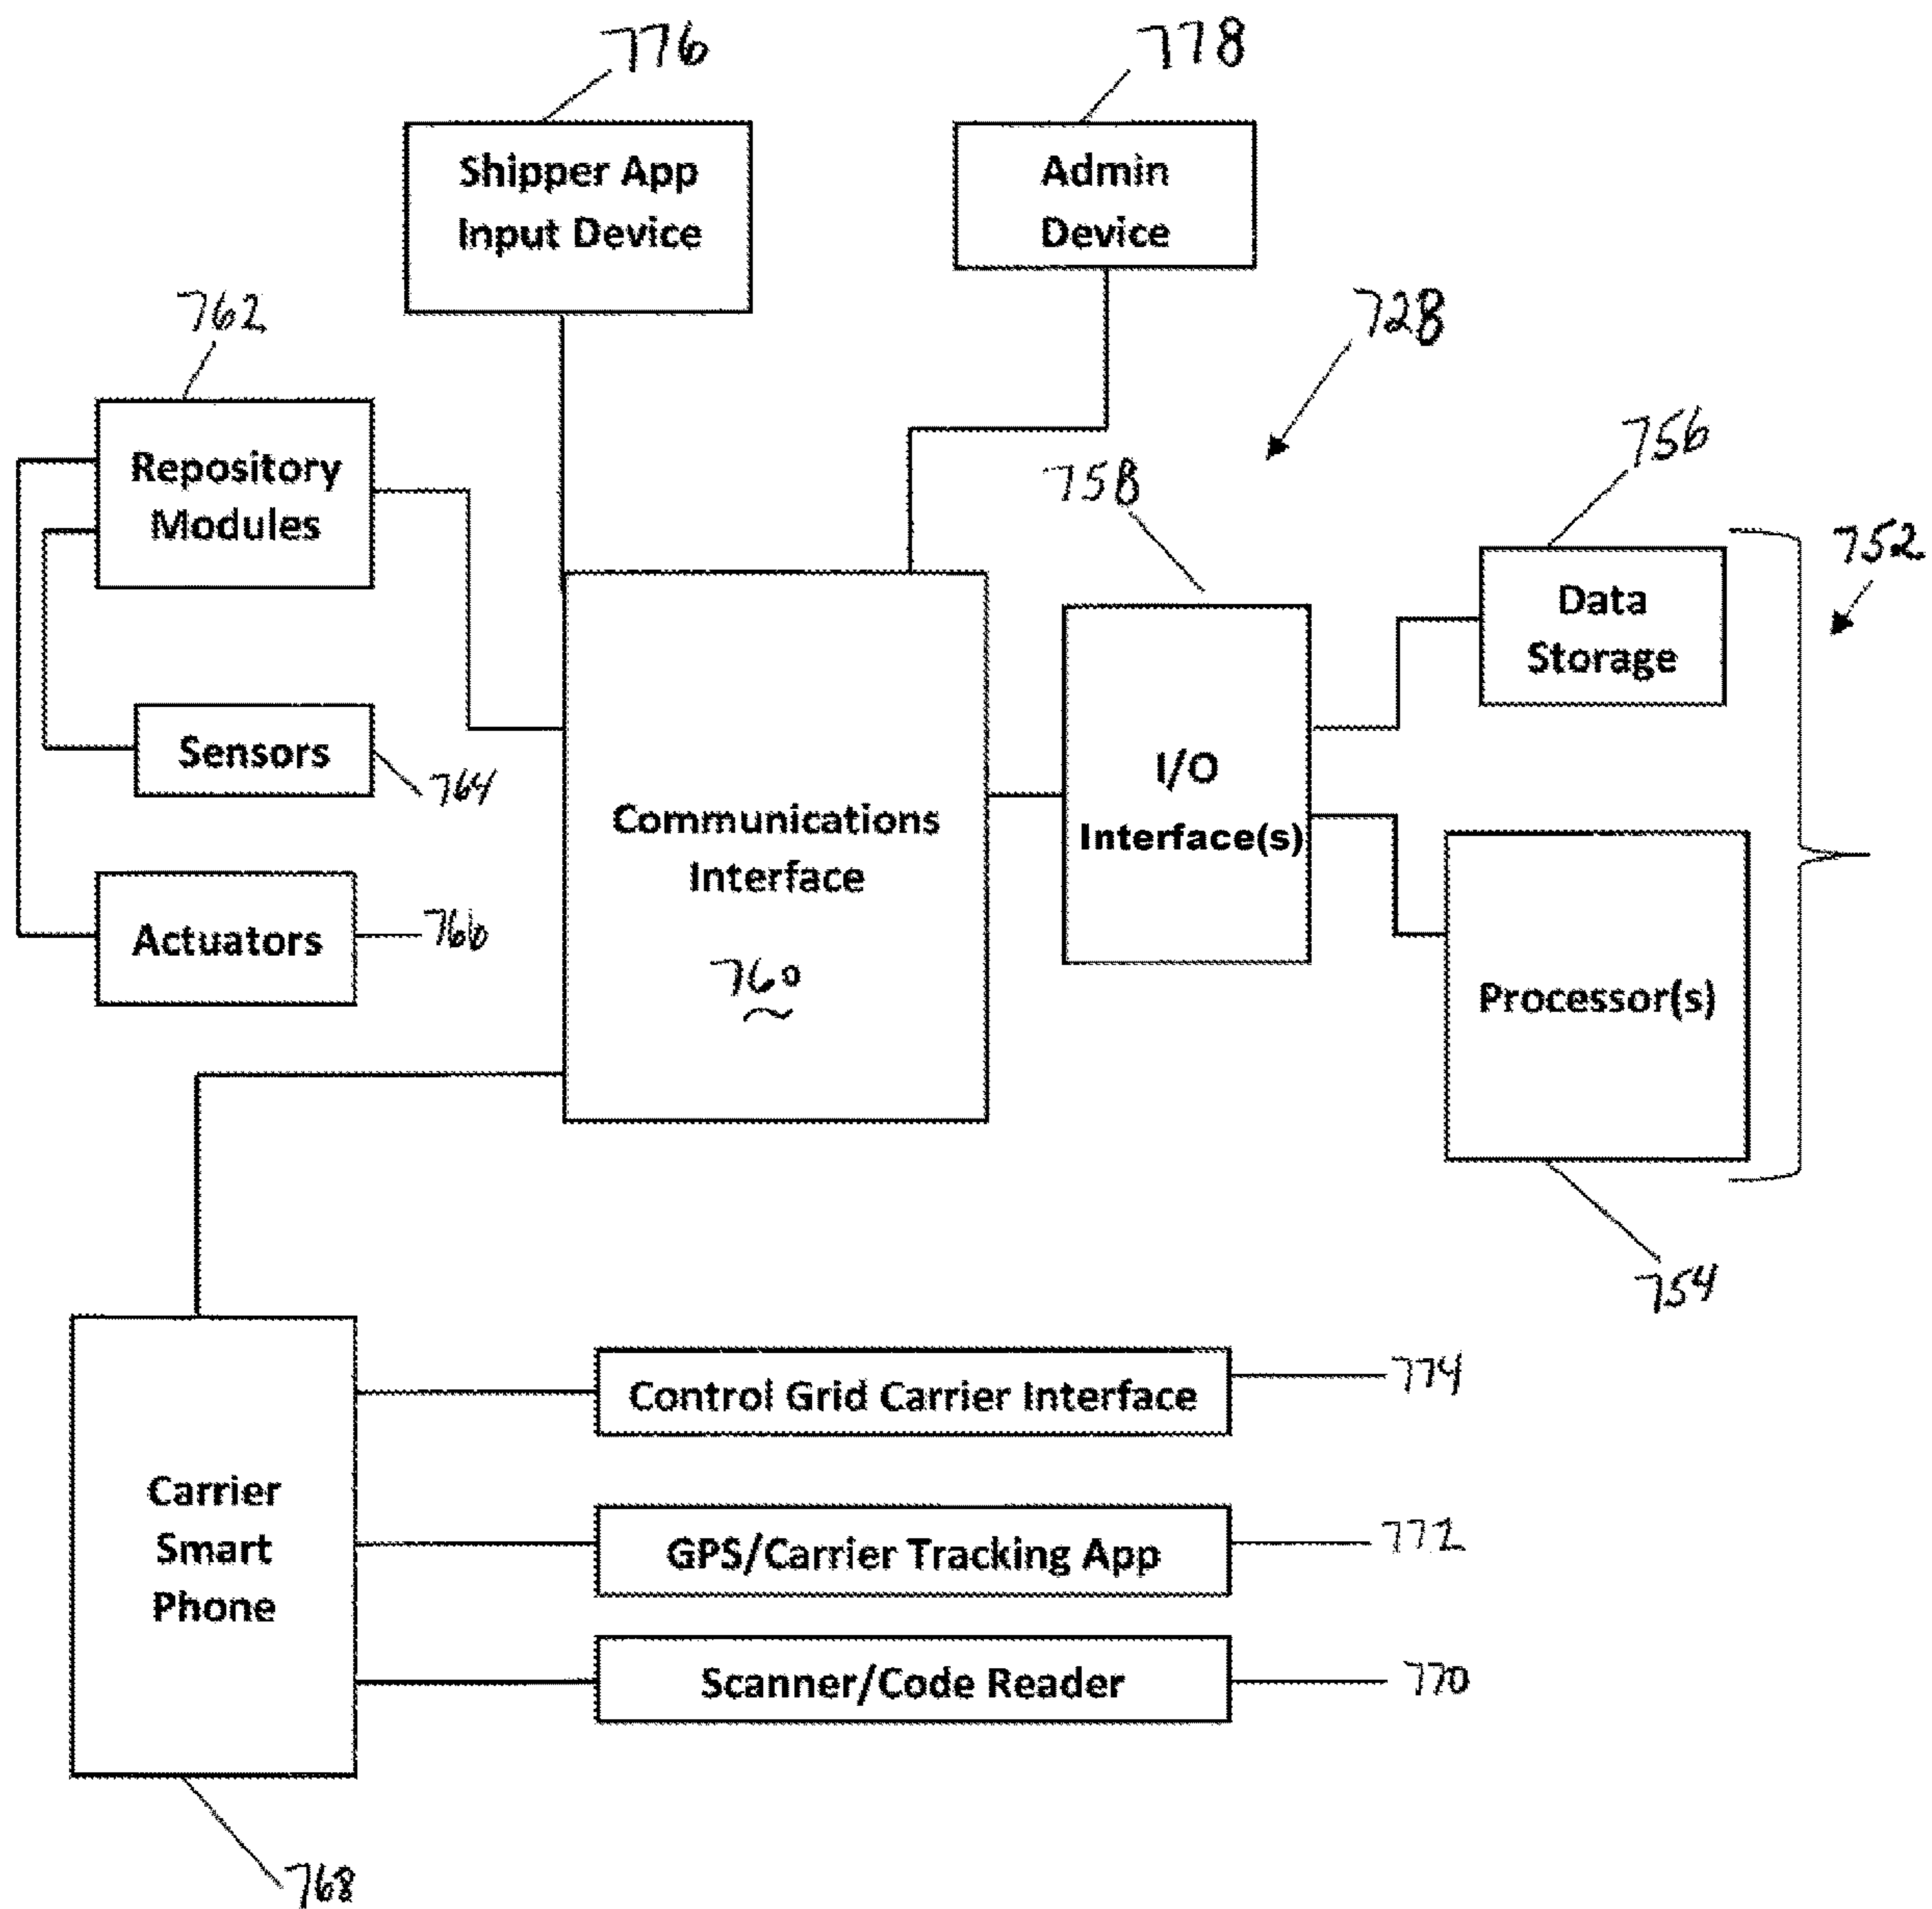 776
778
Shipper App
Input Device
Admin
Device
762
728
Repository
Modules
758
756
752
Data
Storage
Sensors
764
I/O
Interface(s)
Communications
Interface
760
Actuators
766
Processor(s)
754
Carrier
Smart
Phone
Control Grid Carrier Interface
774
GPS/Carrier Tracking App
772
Scanner/Code Reader
770
768